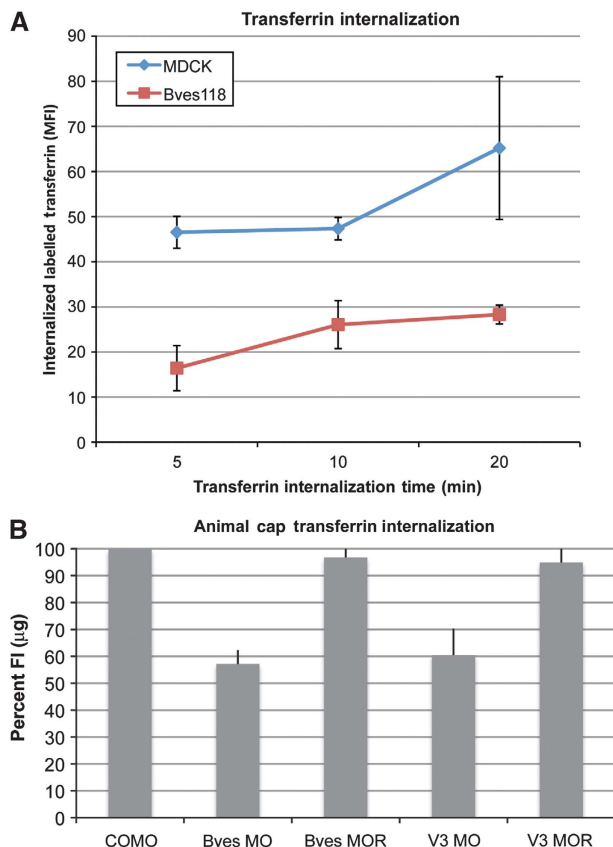 A
Transferrin internalization
90
80
70
60
50
40
30
20
10
0
MDCK
Bves118
Internalized labelled transferrin (MFI)
5 10 20
Transferrin internalization time (min)
B
Animal cap transferrin internalization
100
90
80
70
60
50
40
30
20
10
0
Percent FI (µg)
COMO Bves MO Bves MOR V3 MO V3 MOR